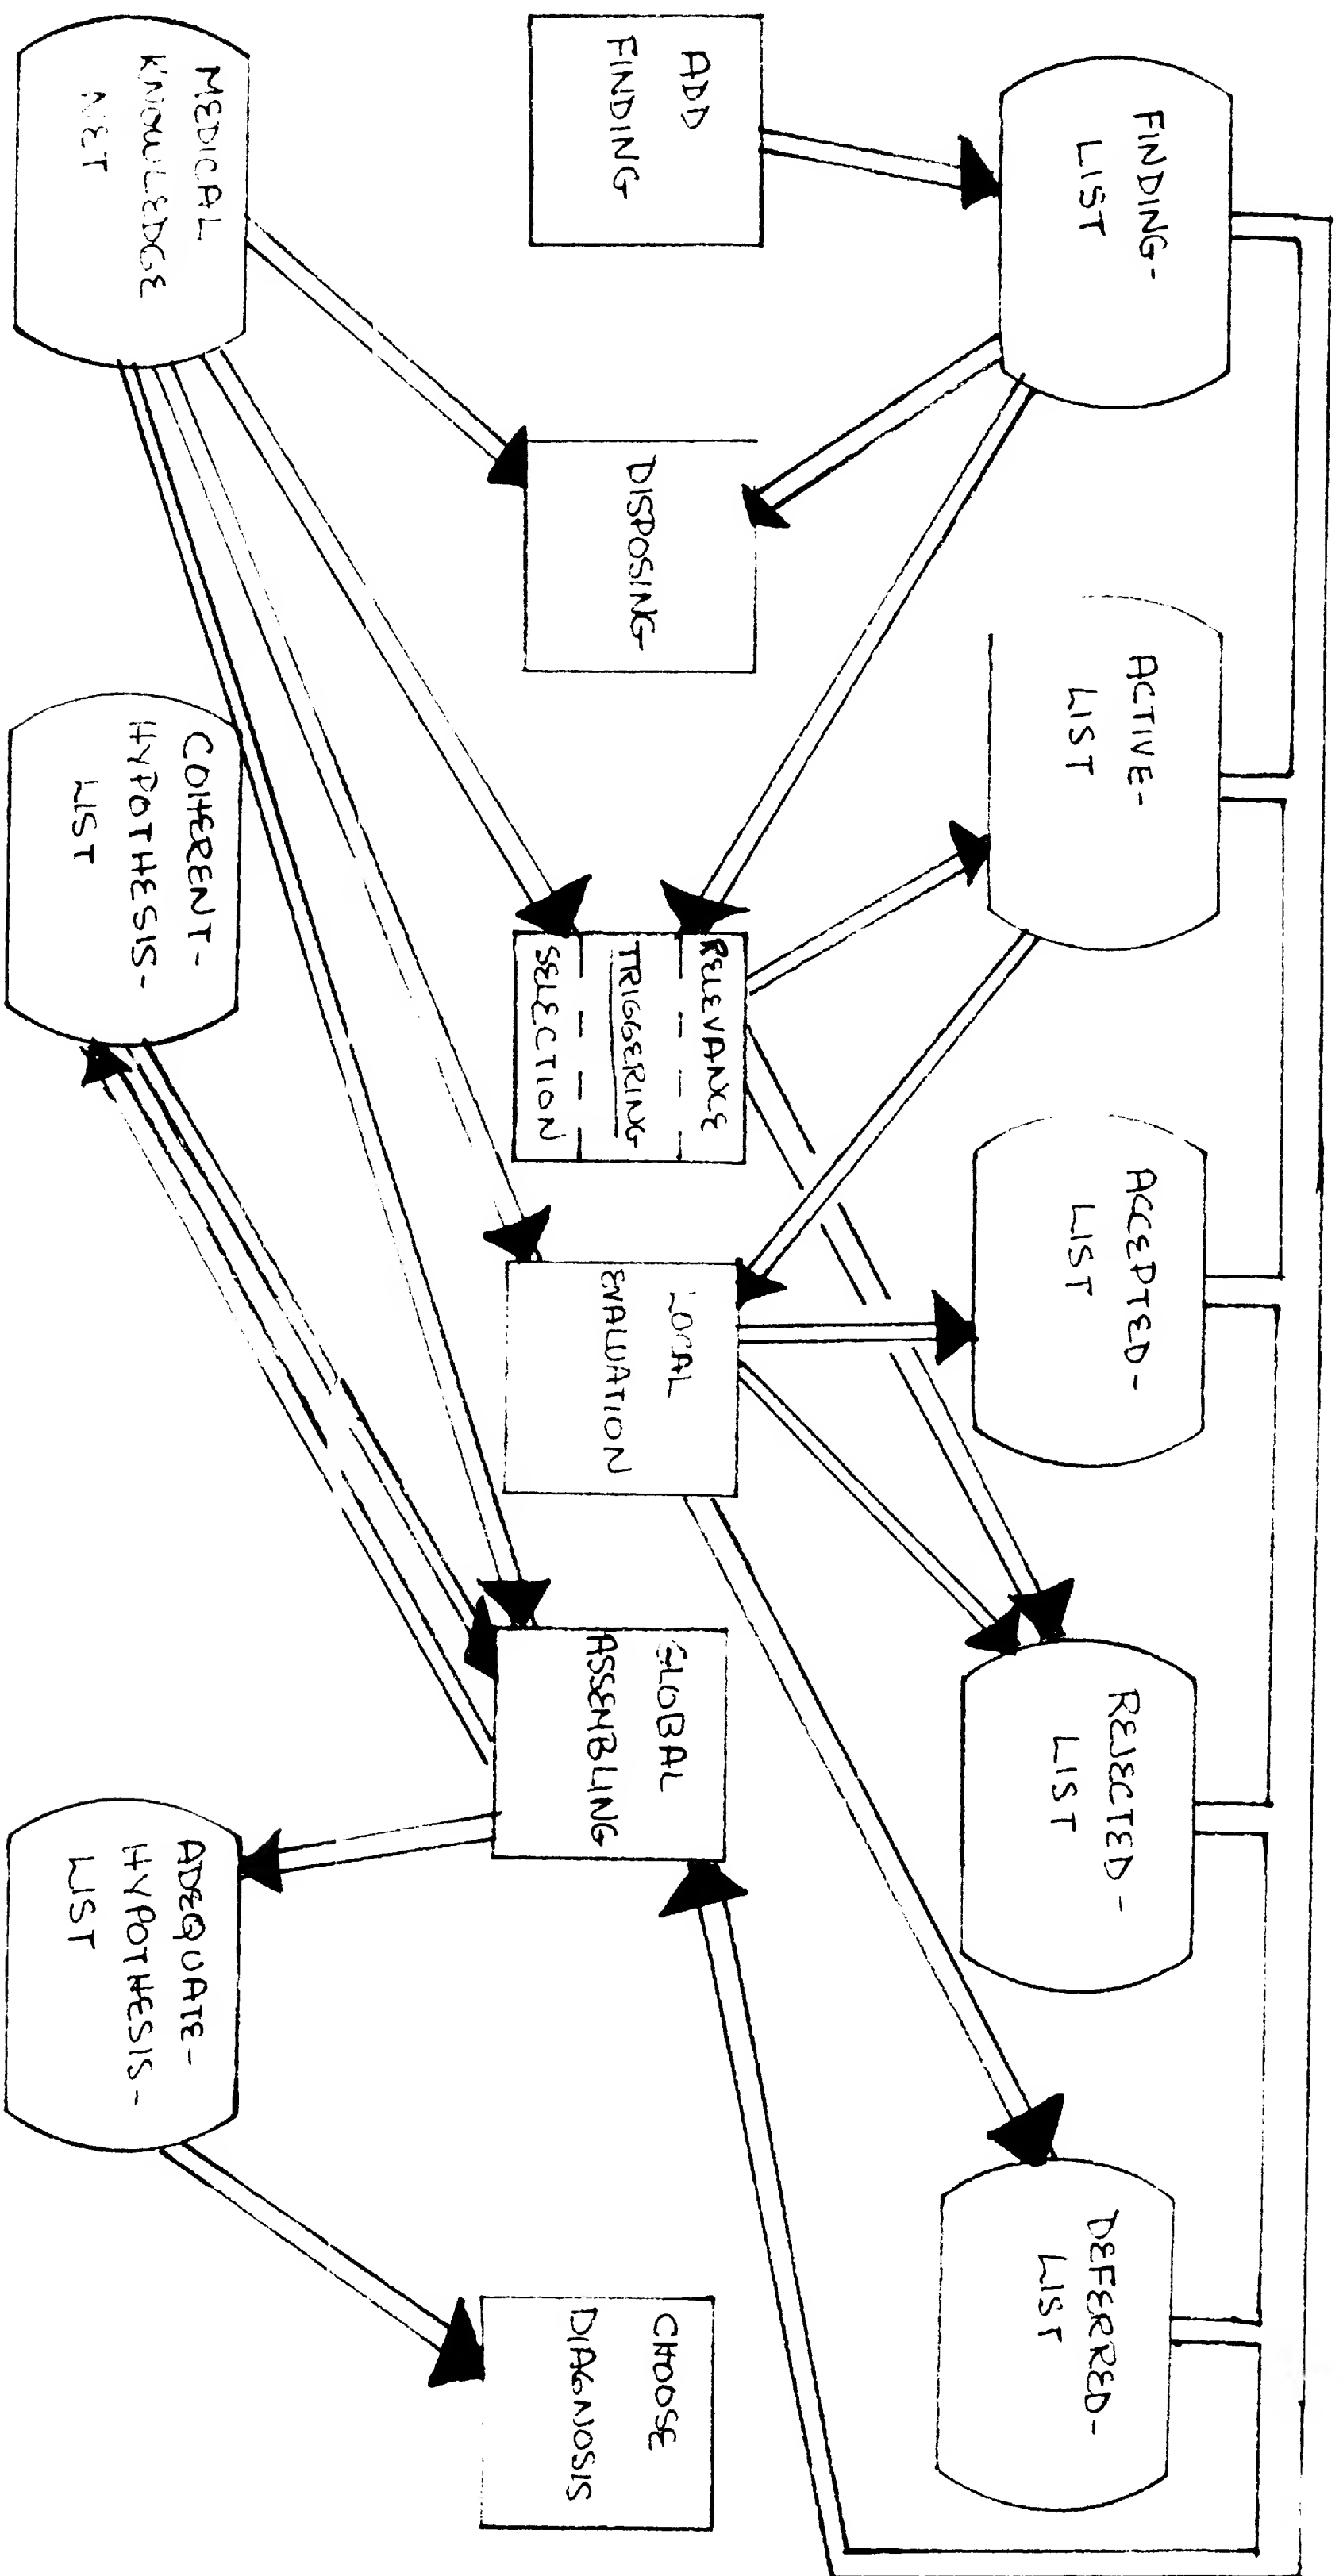 FINDING-
LIST
ACTIVE-
LIST
ACCEPTED-
LIST
REJECTED-
LIST
DEFERRED-
LIST
ADD
FINDING
DISPOSING
RELEVANCE
TRIGGERING
SELECTION
LOCAL
EVALUATION
GLOBAL
ASSEMBLING
CHOOSE
DIAGNOSIS
MEDICAL
KNOWLEDGE
NET
COHERENT-
HYPOTHESIS-
LIST
ADEQUATE-
HYPOTHESIS-
LIST